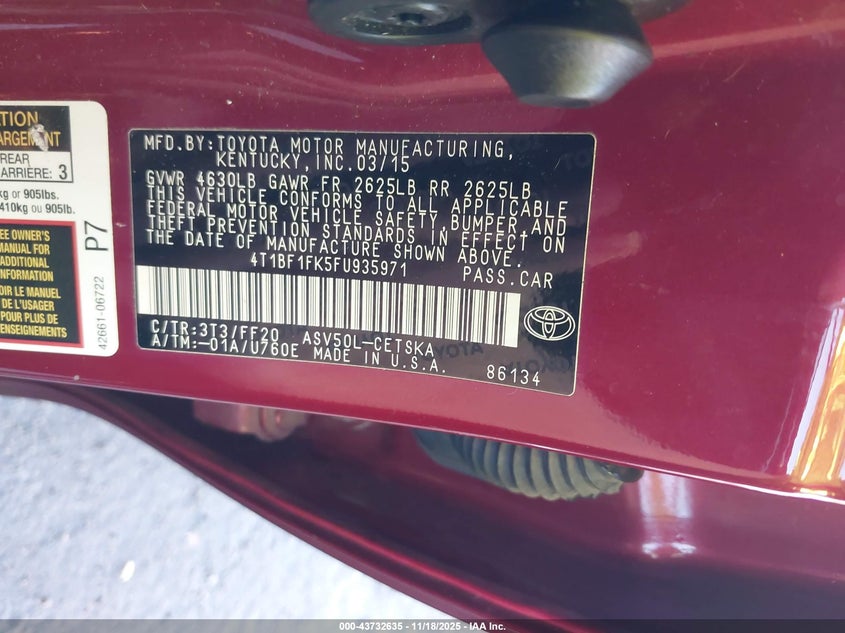 TION
ARGEMENT
REAR
ARRIÈRE: 3
kg or 905lbs.
410kg ou 905lb.
EE OWNER'S
MANUAL FOR
ADDITIONAL
INFORMATION
OIR LE MANUEL
DE L'USAGER
POUR PLUS DE
P7
42661-06722
MFD.BY:TOYOTA MOTOR MANUFACTURING,
KENTUCKY, INC.03/15
GVWR 4630LB GAWR FR 2625LB RR 2625LB
THIS VEHICLE CONFORMS TO ALL APPLICABLE
FEDERAL MOTOR VEHICLE SAFETY,BUMPER,AND
THEFT PREVENTION STANDARDS IN EFFECT ON
THE DATE OF MANUFACTURE SHOWN ABOVE.
4T1BF1FK5FU935971
PASS.CAR
C/TR:3T3/FF20 ASV50L-CETSKA
A/TM:-01A/U760E MADE IN U.S.A.
86134
000-43732635 | 11/18/2025 | IAA Inc.